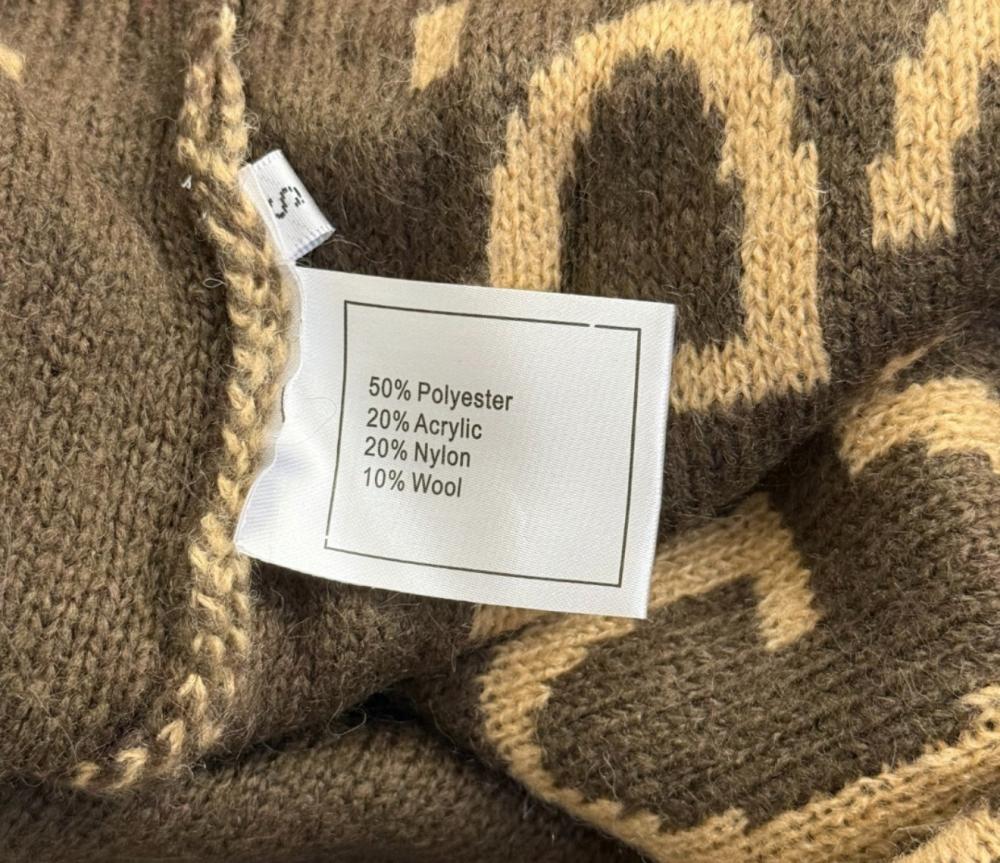 S
50% Polyester
20% Acrylic
20% Nylon
10% Wool